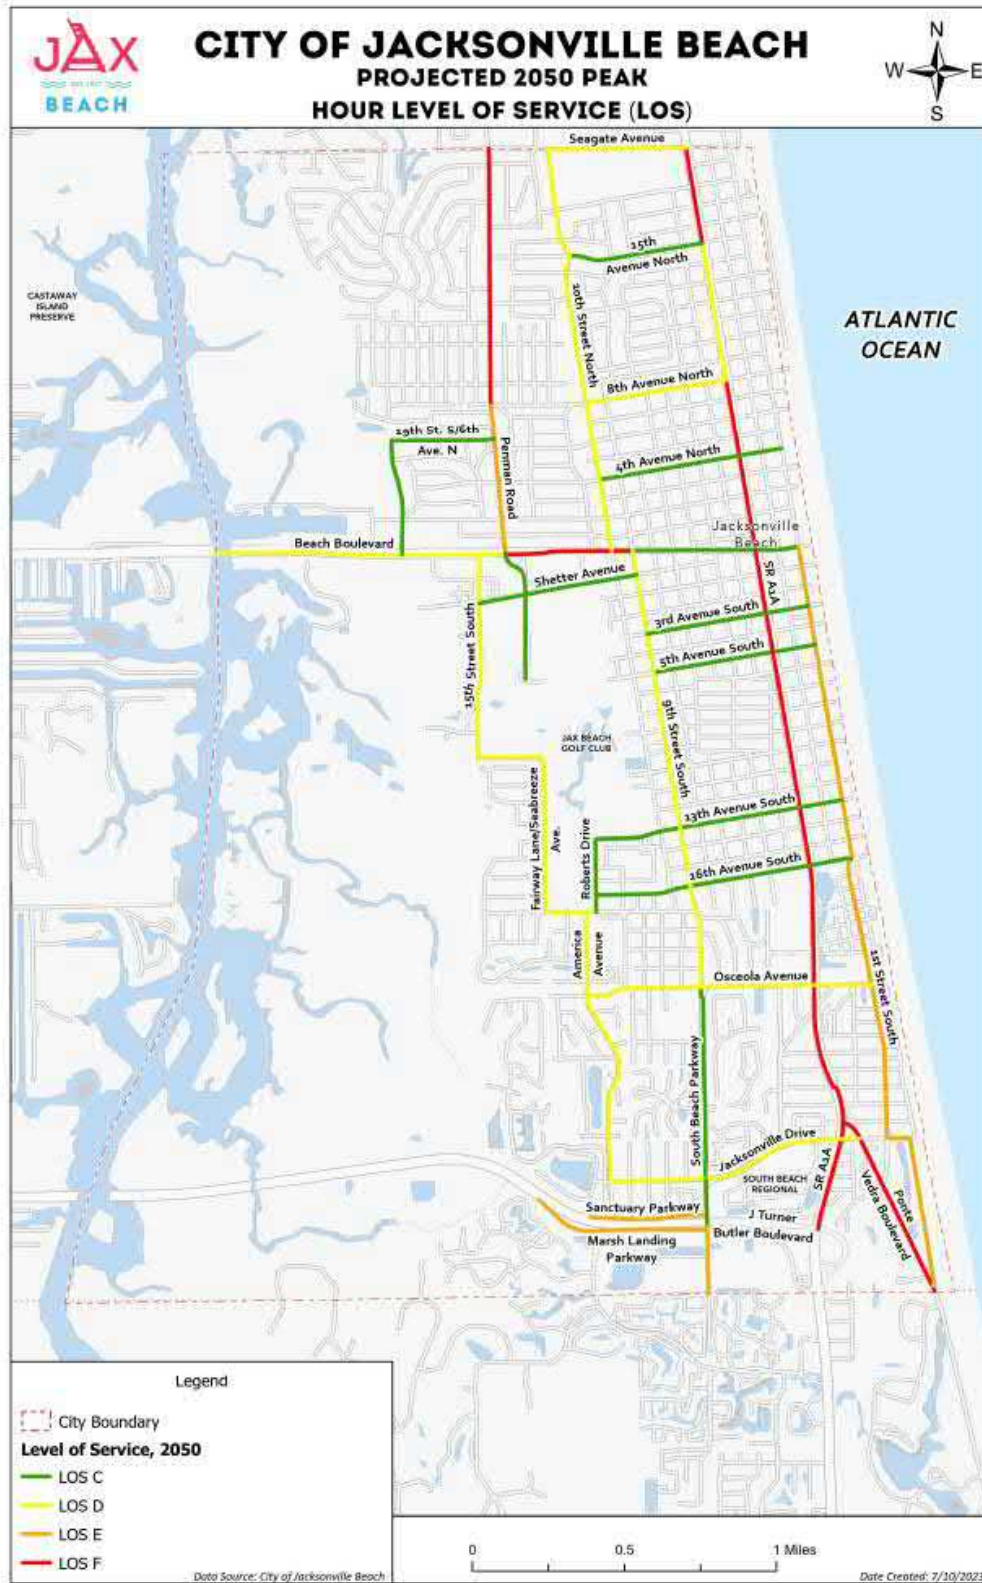 JAX
BEACH
CITY OF JACKSONVILLE BEACH
PROJECTED 2050 PEAK
HOUR LEVEL OF SERVICE (LOS)
N
W
E
S
Seagate Avenue
15th
Avenue North
CASTAWAY
ISLAND
PRESERVE
ATLANTIC
OCEAN
10th Street North
8th Avenue North
19th St. S/6th
Ave. N
Penman Road
4th Avenue North
Beach Boulevard
Jacksonville
Beach
Shetter Avenue
SR A1A
3rd Avenue South
5th Avenue South
15th Street South
9th Street South
JAX BEACH
GOLF CLUB
Fairway Lane/Seabreeze
Ave.
Roberts Drive
13th Avenue South
16th Avenue South
America
Avenue
Osceola Avenue
1st Street South
South Beach Parkway
Jacksonville Drive
SOUTH BEACH
REGIONAL
SR A1A
Ponte
Vedra Boulevard
Sanctuary Parkway
J Turner
Butler Boulevard
Marsh Landing
Parkway
Legend
City Boundary
Level of Service, 2050
LOS C
LOS D
LOS E
LOS F
Data Source: City of Jacksonville Beach
0
0.5
1 Miles
Date Created: 7/10/2023